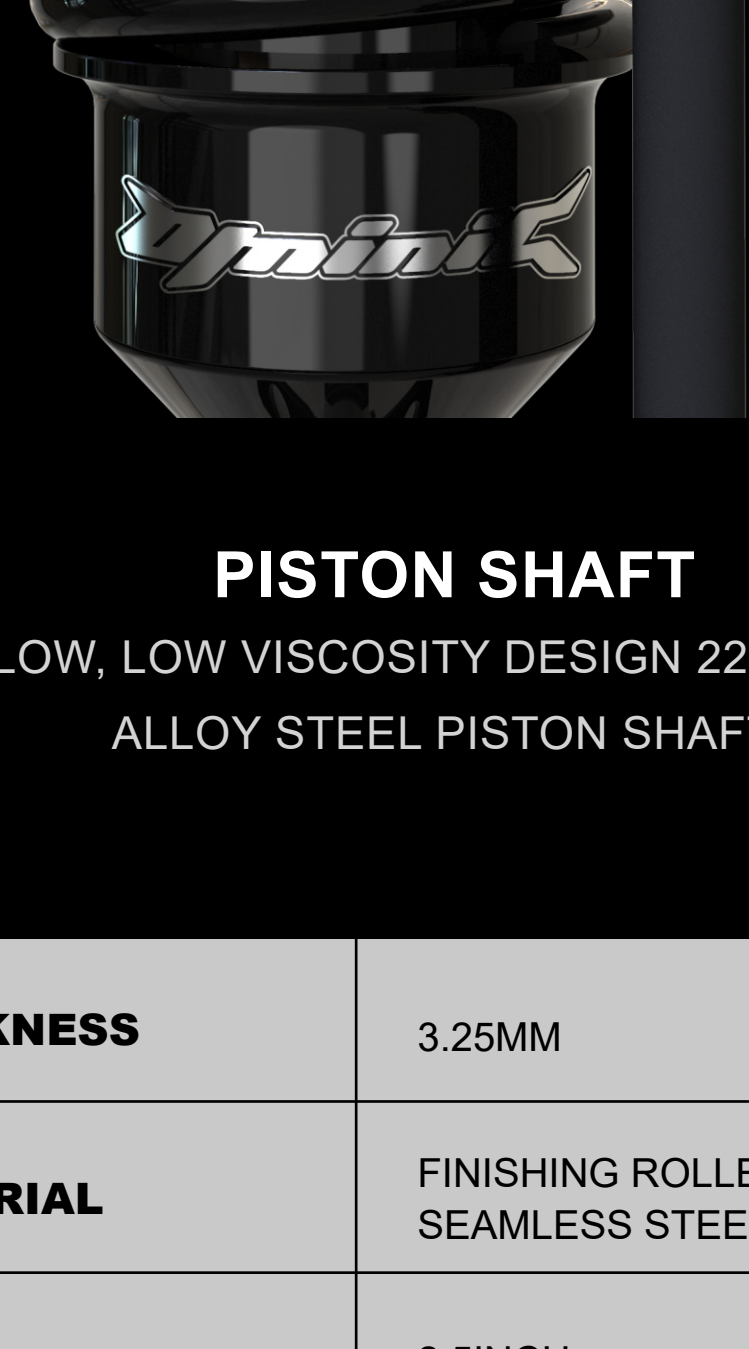 ominix
PISTON SHAFT
LOW, LOW VISCOSITY DESIGN 22
ALLOY STEEL PISTON SHAF
KNESS
3.25MM
RIAL
FINISHING ROLLE
SEAMLESS STEE